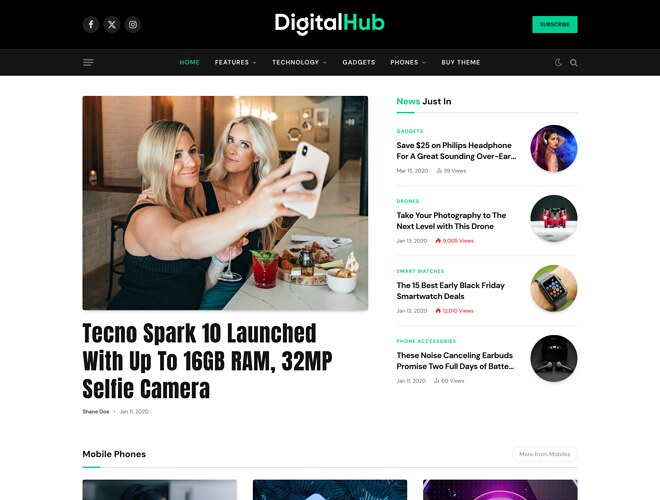 DigitalHub
SUBSCRIBE
HOME
FEATURES
TECHNOLOGY
GADGETS
PHONES
BUY THEME
Tecno Spark 10 Launched
With Up To 16GB RAM, 32MP
Selfie Camera
Shane Doe • Jan 11, 2020
News Just In
GADGETS
Save $25 on Philips Headphone
For A Great Sounding Over-Ear...
Mar 15, 2020 39 Views
DRONES
Take Your Photography to The
Next Level with This Drone
Jan 13, 2020 9,005 Views
SMART WATCHES
The 15 Best Early Black Friday
Smartwatch Deals
Jan 12, 2020 12,010 Views
PHONE ACCESSORIES
These Noise Canceling Earbuds
Promise Two Full Days of Batte...
Jan 11, 2020 60 Views
Mobile Phones
More from Mobiles